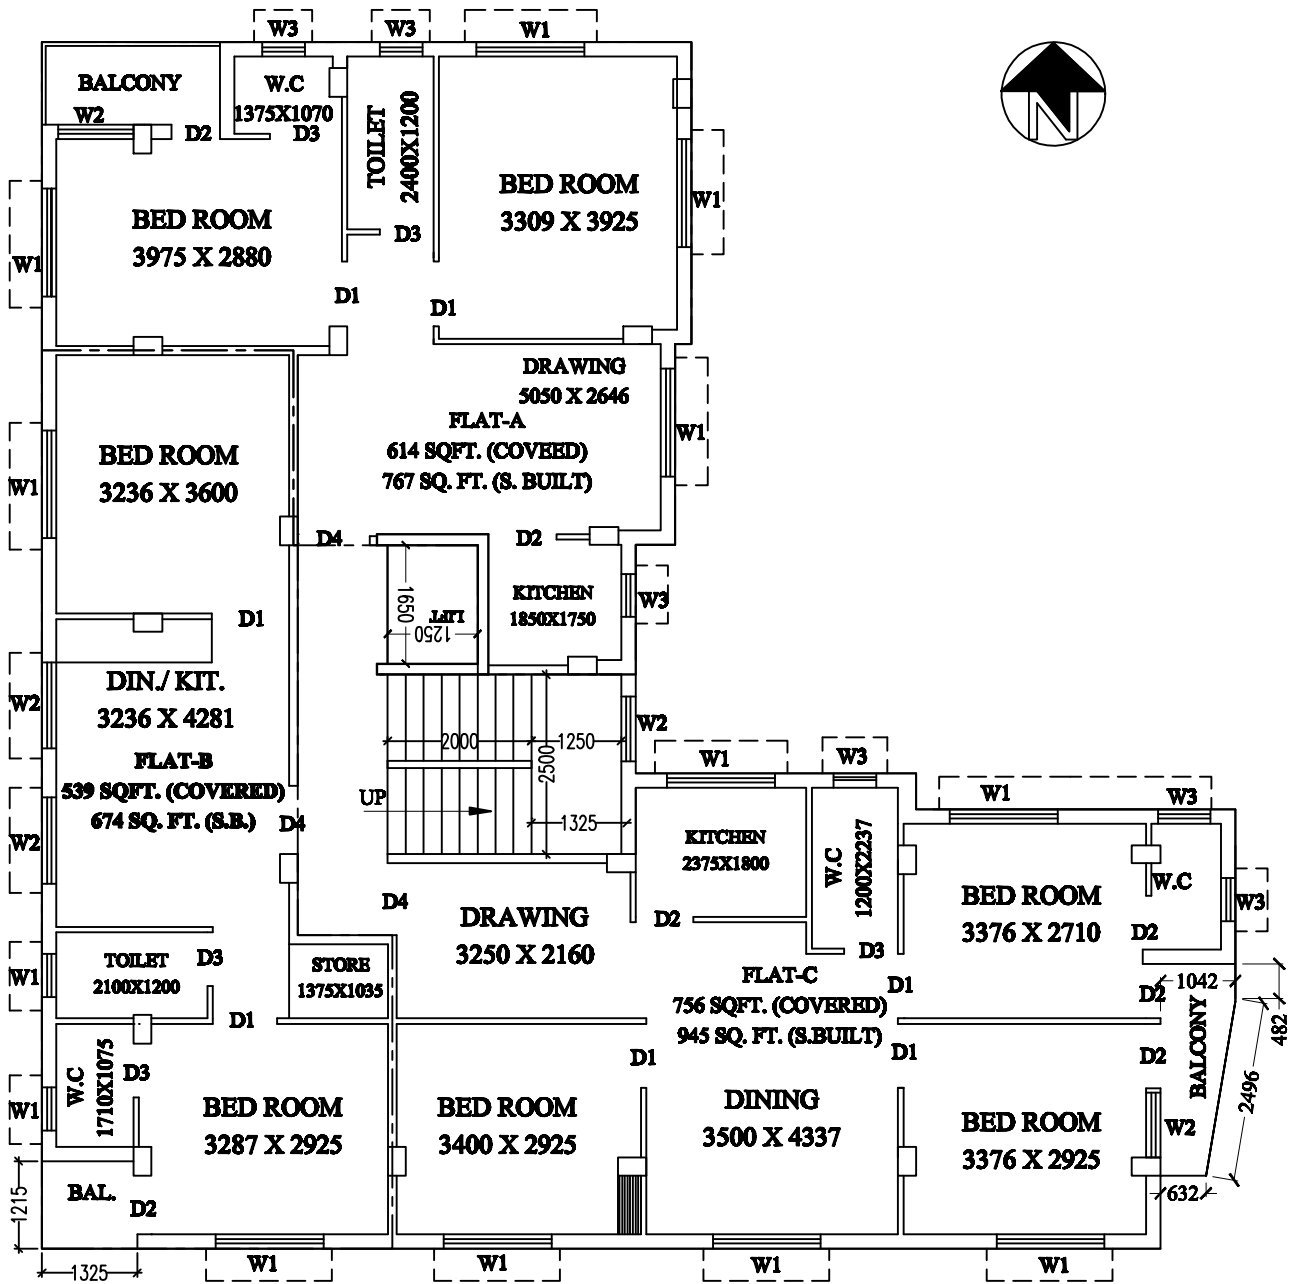 W3
W3
W1
BALCONY
W2
D2
W.C
1375X1070
D3
TOILET
2400X1200
D3
BED ROOM
3309 X 3925
W1
N
BED ROOM
3975 X 2880
W1
D1
D1
DRAWING
5050 X 2646
FLAT-A
614 SQFT. (COVEED)
767 SQ. FT. (S. BUILT)
W1
BED ROOM
3236 X 3600
W1
D4
D2
KITCHEN
1850X1750
W3
1650
LIFT
1250
D1
DIN./ KIT.
3236 X 4281
W2
FLAT-B
539 SQFT. (COVERED)
674 SQ. FT. (S.B.)
W2
D4
2000
1250
2500
W2
UP
1325
W1
W3
W1
W3
KITCHEN
2375X1800
W.C
1200X2237
BED ROOM
3376 X 2710
W.C
W3
D4
DRAWING
3250 X 2160
D2
D3
D2
TOILET
2100X1200
W1
D3
STORE
1375X1035
FLAT-C
756 SQFT. (COVERED)
945 SQ. FT. (S.BUILT)
D1
1042
D2
482
D1
D1
D1
D2
BALCONY
2496
W.C
1710X1075
D3
W1
BED ROOM
3287 X 2925
BED ROOM
3400 X 2925
DINING
3500 X 4337
BED ROOM
3376 X 2925
W2
632
1215
BAL.
D2
1325
W1
W1
W1
W1